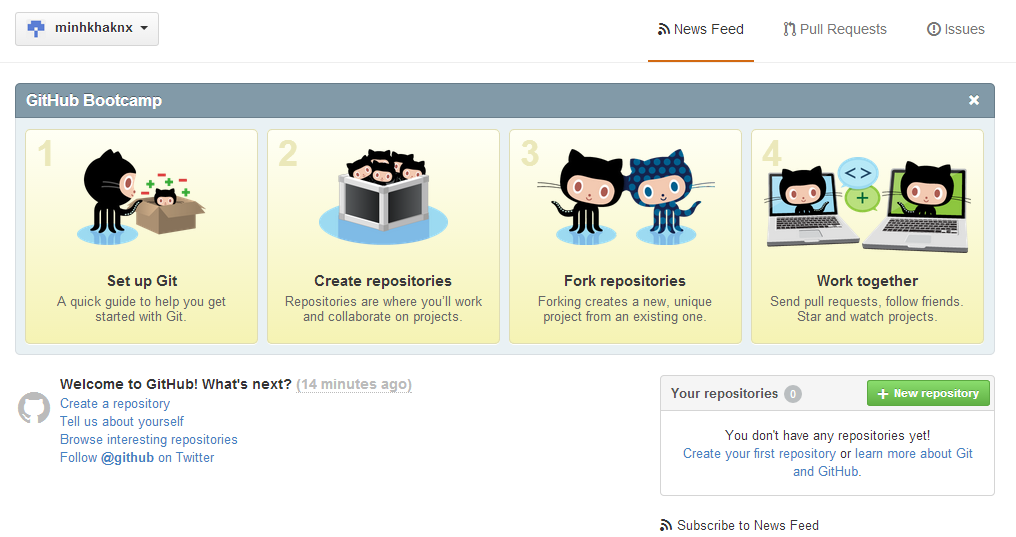 minhkhaknx
News Feed
Pull Requests
Issues
GitHub Bootcamp
1
Set up Git
A quick guide to help you get
started with Git.
2
Create repositories
Repositories are where you'll work
and collaborate on projects.
3
Fork repositories
Forking creates a new, unique
project from an existing one.
4
<>
+
Work together
Send pull requests, follow friends.
Star and watch projects.
Welcome to GitHub! What's next? (14 minutes ago)
Create a repository
Tell us about yourself
Browse interesting repositories
Follow @github on Twitter
Your repositories 0
+ New repository
You don't have any repositories yet!
Create your first repository or learn more about Git
and GitHub.
Subscribe to News Feed